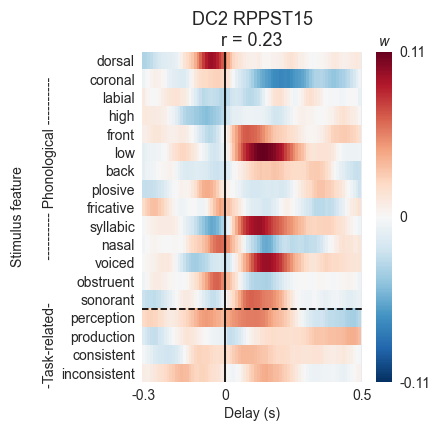 DC2 RPPST15
r = 0.23
w
Stimulus feature
-Task-related-
---------- Phonological ----------
dorsal
coronal
labial
high
front
low
back
plosive
fricative
syllabic
nasal
voiced
obstruent
sonorant
perception
production
consistent
inconsistent
0.11
0
-0.11
-0.3
0
0.5
Delay (s)